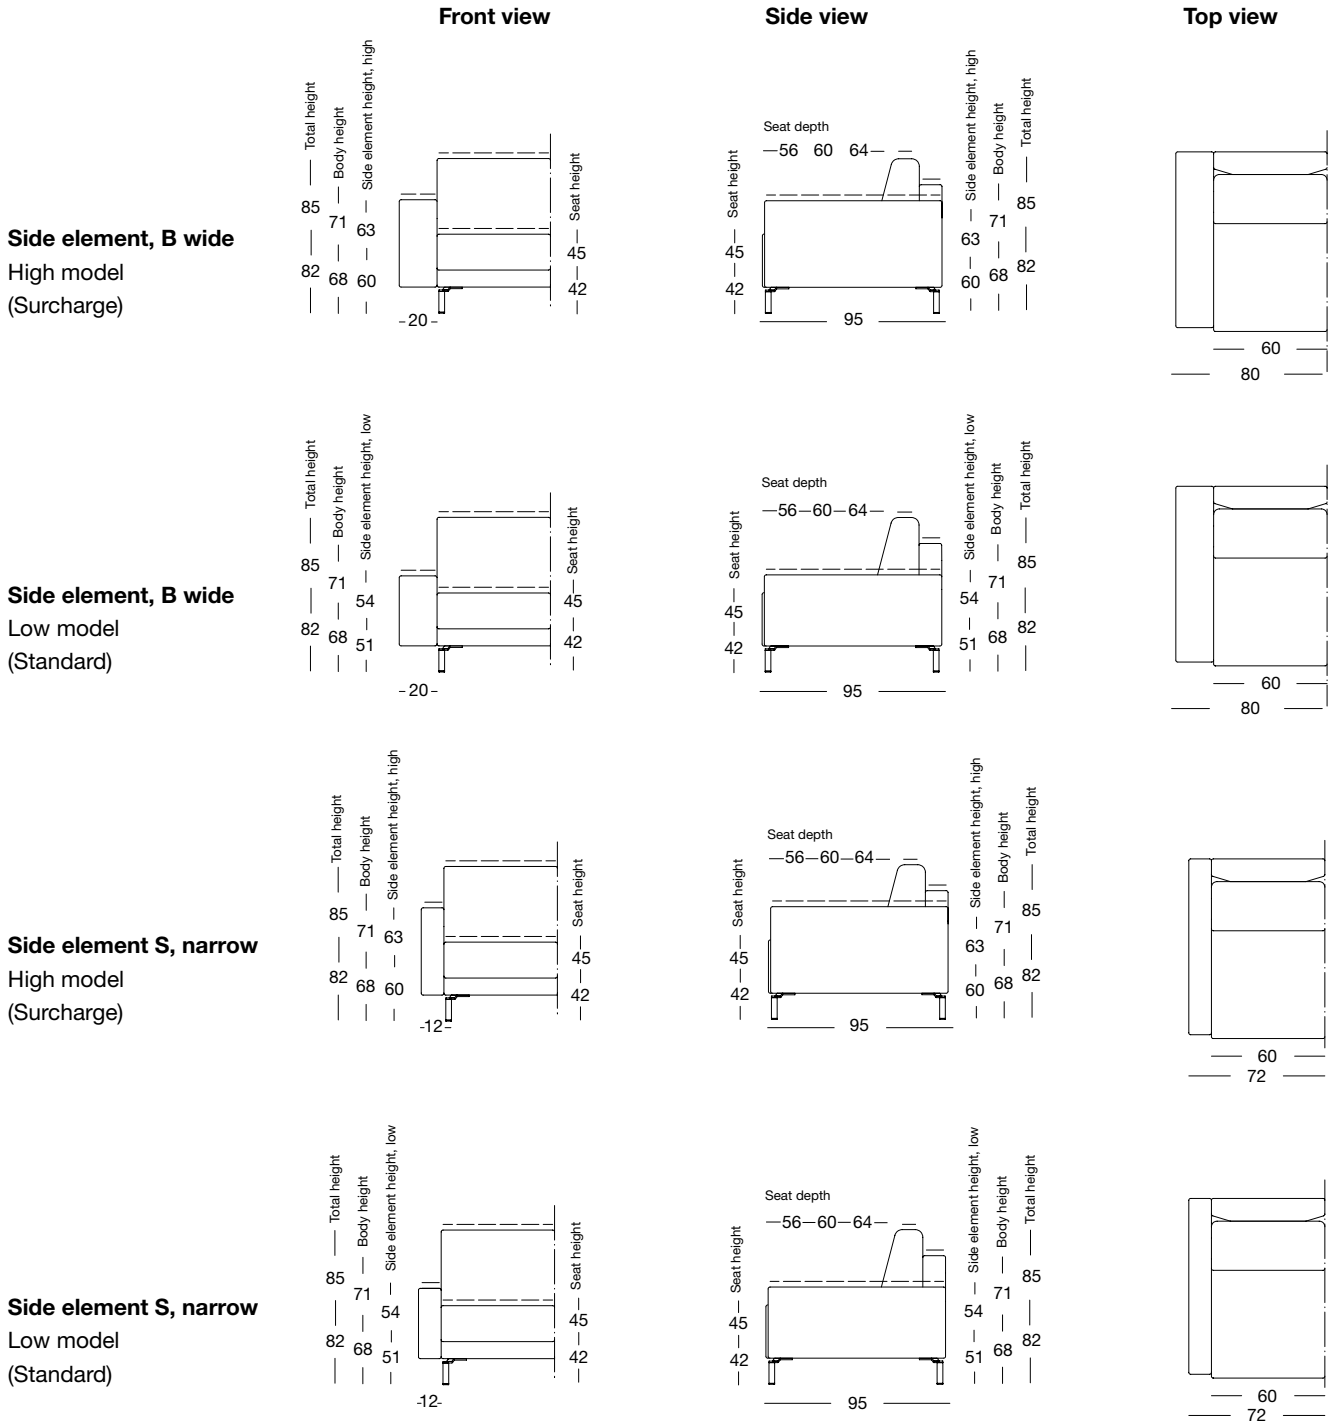 Front view
Side view
Top view
Side element, B wide
High model
(Surcharge)
Total height
85
82
Body height
71
68
Side element height, high
63
60
20
Seat height
45
42
Seat height
45
42
Seat depth
56 60 64
95
Side element height, high
63
60
Body height
71
68
Total height
85
82
60
80
Side element, B wide
Low model
(Standard)
Total height
85
82
Body height
71
68
Side element height, low
54
51
20
Seat height
45
42
Seat height
45
42
Seat depth
56 60 64
95
Side element height, low
54
51
Body height
71
68
Total height
85
82
60
80
Side element S, narrow
High model
(Surcharge)
Total height
85
82
Body height
71
68
Side element height, high
63
60
12
Seat height
45
42
Seat height
45
42
Seat depth
56 60 64
95
Side element height, high
63
60
Body height
71
68
Total height
85
82
60
72
Side element S, narrow
Low model
(Standard)
Total height
85
82
Body height
71
68
Side element height, low
54
51
12
Seat height
45
42
Seat height
45
42
Seat depth
56 60 64
95
Side element height, low
54
51
Body height
71
68
Total height
85
82
60
72